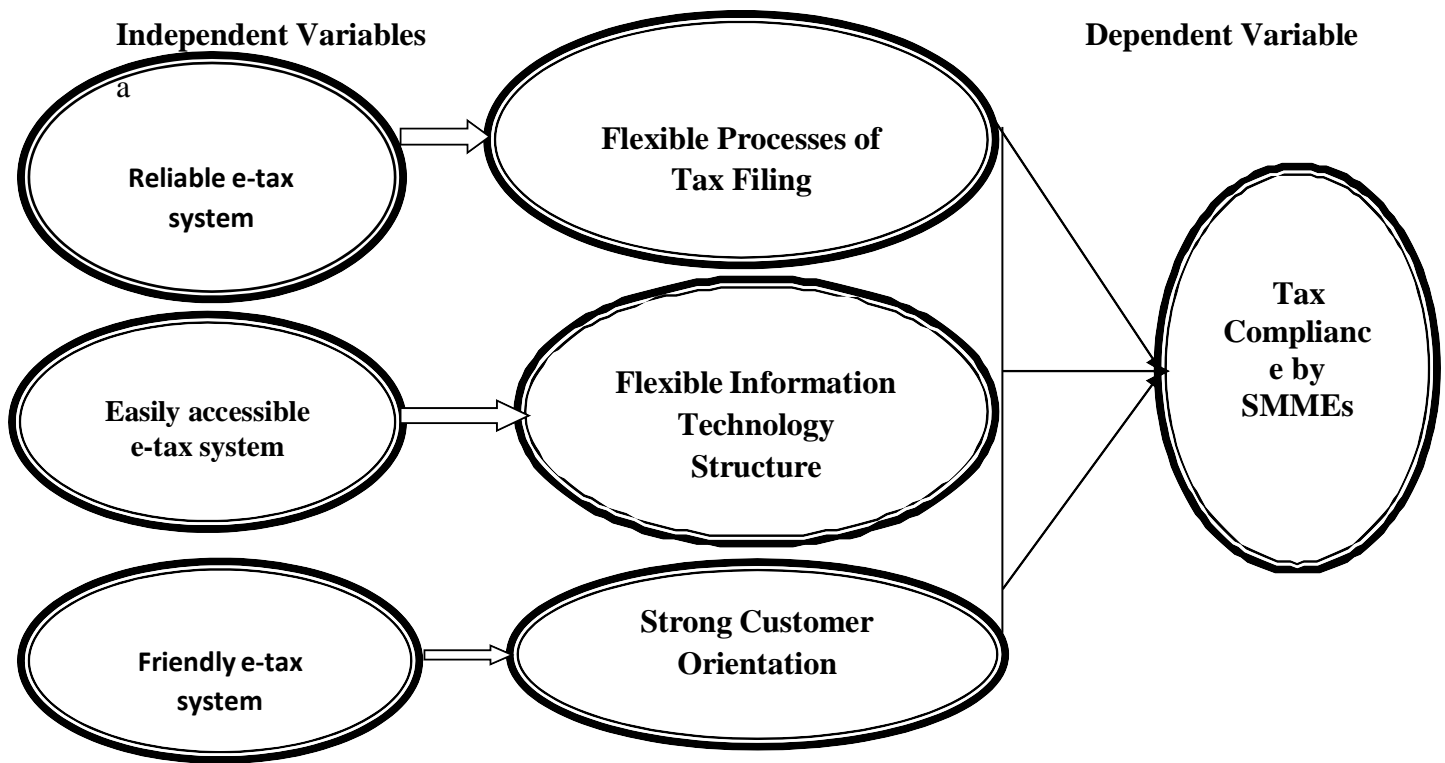 Independent Variables
Dependent Variable
a
Reliable e-tax
system
Flexible Processes of
Tax Filing
Easily accessible
e-tax system
Flexible Information
Technology
Structure
Friendly e-tax
system
Strong Customer
Orientation
Tax
Complianc
e by
SMMEs